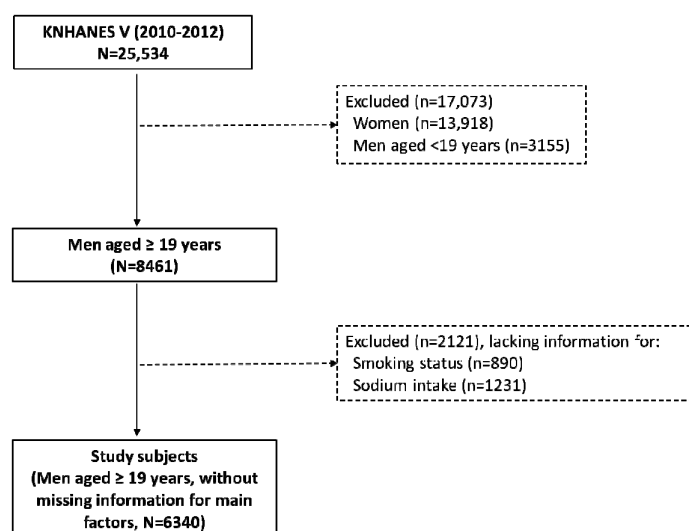 KNHANES V (2010-2012)
N=25,534
Excluded (n=17,073)
Women (n=13,918)
Men aged <19 years (n=3155)
Men aged ≥ 19 years
(N=8461)
Excluded (n=2121), lacking information for:
Smoking status (n=890)
Sodium intake (n=1231)
Study subjects
(Men aged ≥ 19 years, without
missing information for main
factors, N=6340)